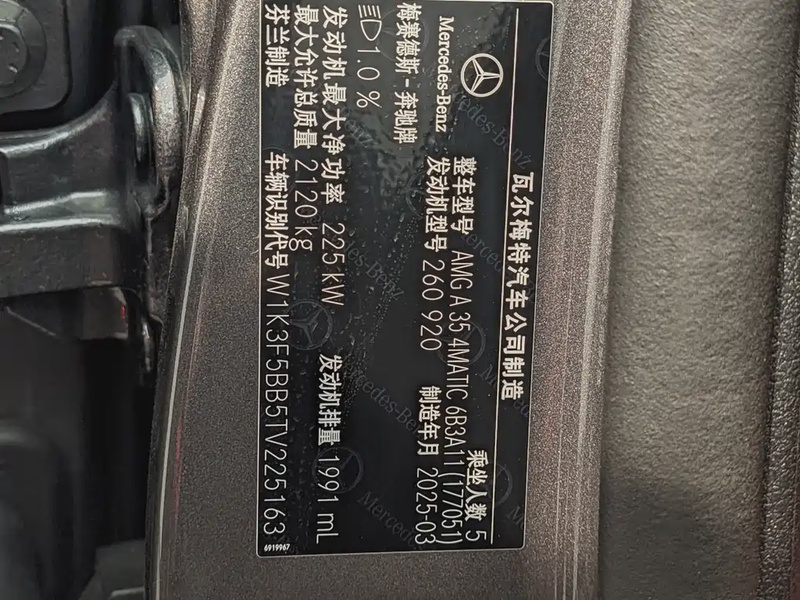 瓦尔梅特汽车公司制造
Mercedes-Benz
梅赛德斯-奔驰牌
整车型号 AMG A 35 4MATIC 6B3A11(177051)
乘坐人数 5
发动机型号 260 920
制造年月 2025-03
1.0 %
发动机最大净功率 225 kW
发动机排量 1991 mL
最大允许总质量 2120 kg
芬兰制造
车辆识别代号 W1K3F5BB5TV225163
6919967